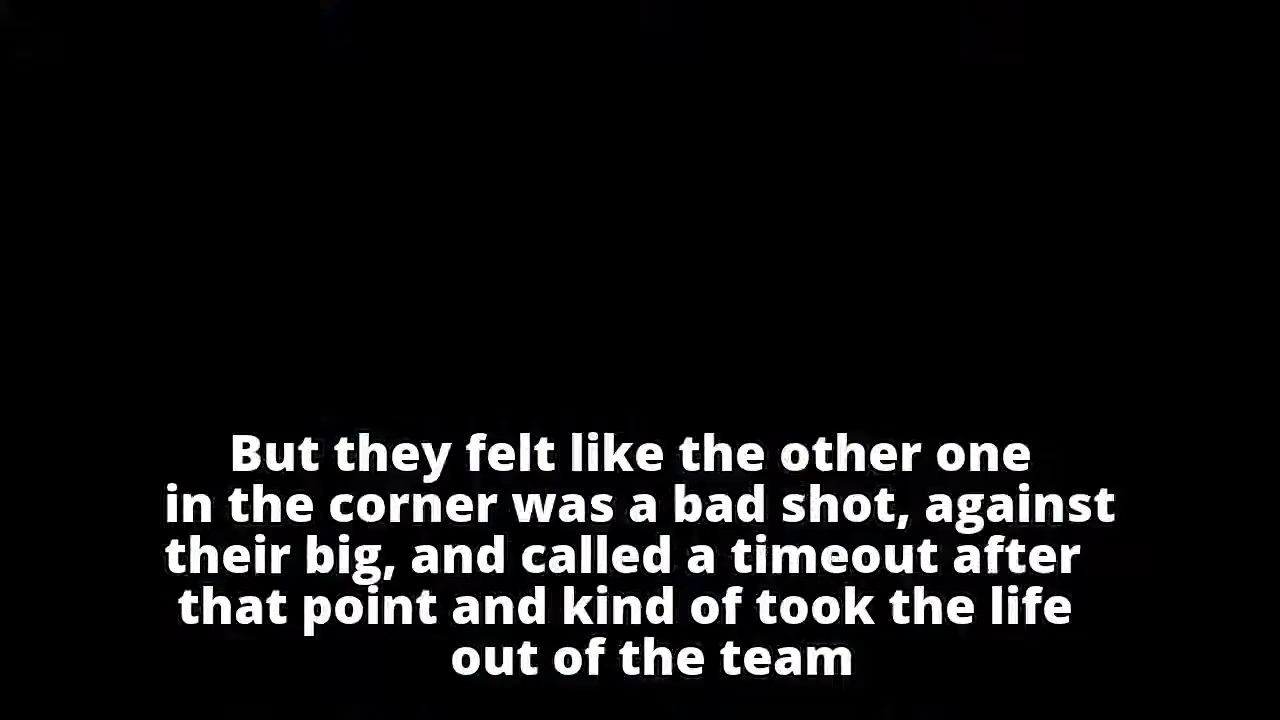 But they felt like the other one
in the corner was a bad shot, against
their big, and called a timeout after
that point and kind of took the life
out of the team